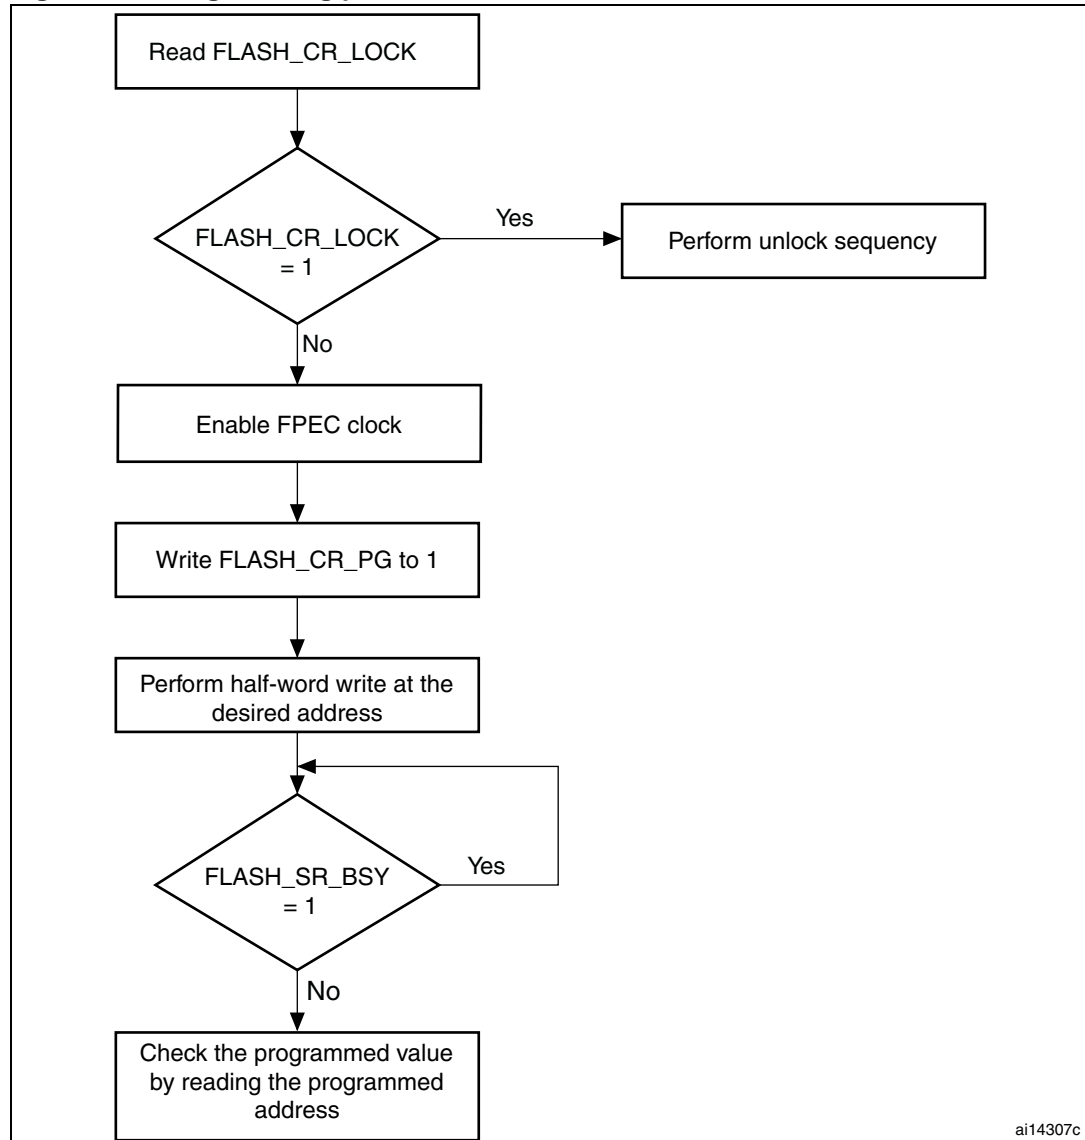 Read FLASH_CR_LOCK
FLASH_CR_LOCK
= 1
Yes
Perform unlock sequency
No
Enable FPEC clock
Write FLASH_CR_PG to 1
Perform half-word write at the
desired address
FLASH_SR_BSY
= 1
Yes
No
Check the programmed value
by reading the programmed
address
ai14307c